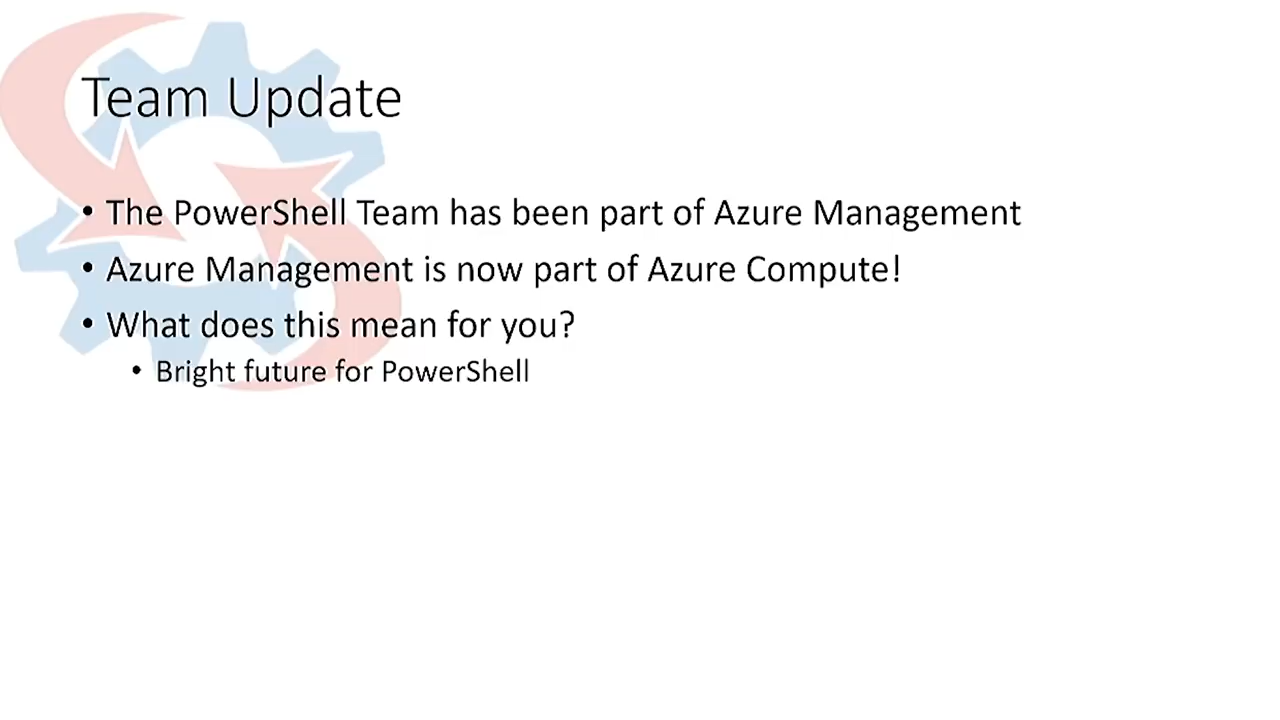 Team Update
• The PowerShell Team has been part of Azure Management
• Azure Management is now part of Azure Compute!
• What does this mean for you?
• Bright future for PowerShell